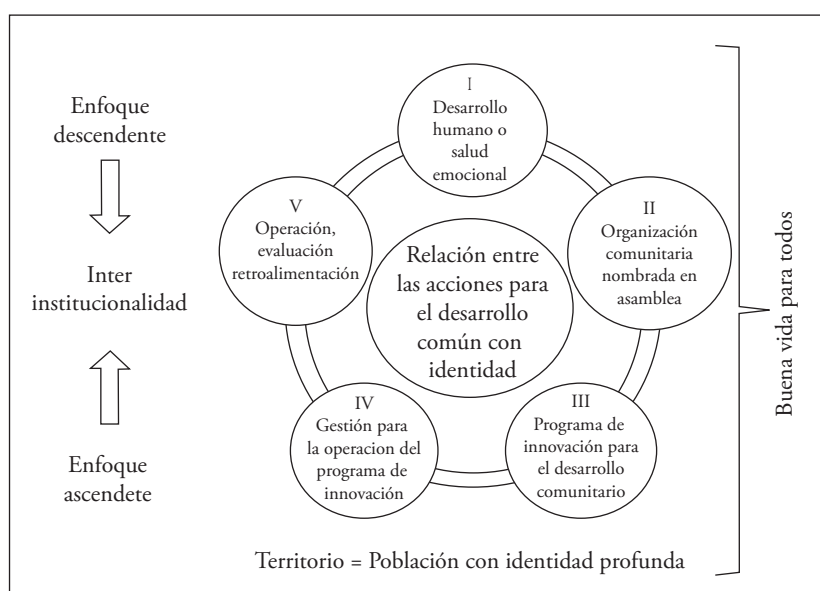 Enfoque
descendente
Inter
institucionalidad
Enfoque
ascendete
I
Desarrollo
humano o
salud
emocional
II
Organización
comunitaria
nombrada en
asamblea
III
Programa de
innovación para
el desarrollo
comunitario
IV
Gestión para
la operacion del
programa de
innovación
V
Operación,
evaluación
retroalimentación
Relación entre
las acciones para
el desarrollo
común con
identidad
Territorio = Población con identidad profunda
Buena vida para todos